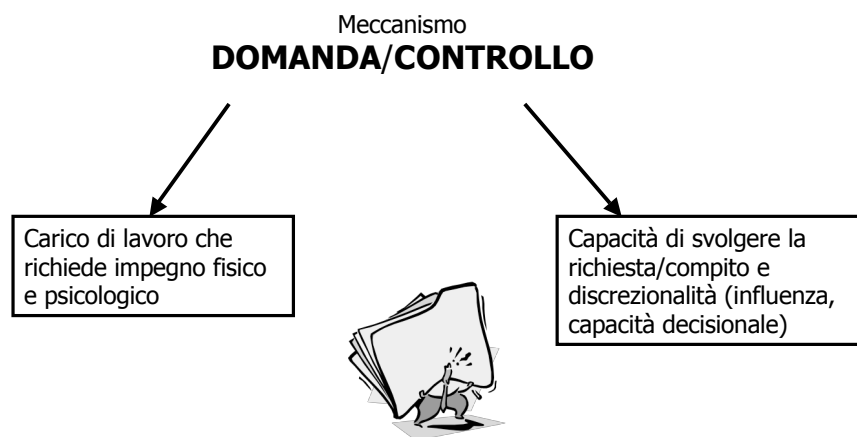 Meccanismo
DOMANDA/CONTROLLO
Carico di lavoro che
richiede impegno fisico
e psicologico
Capacità di svolgere la
richiesta/compito e
discrezionalità (influenza,
capacità decisionale)